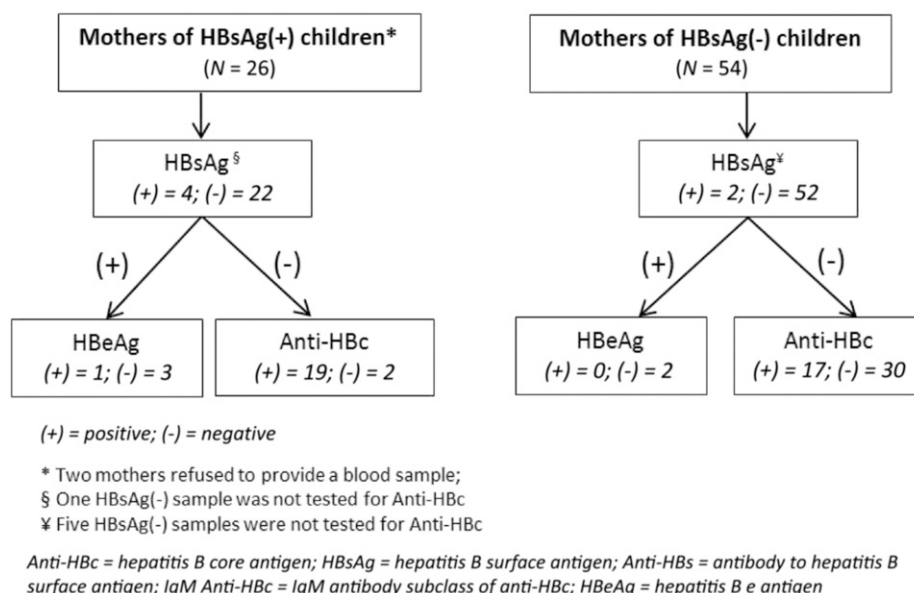 Mothers of HBsAg(+) children*
(N = 26)
HBsAg§
(+) = 4; (-) = 22
(+)
(-)
HBeAg
(+) = 1; (-) = 3
Anti-HBc
(+) = 19; (-) = 2
Mothers of HBsAg(-) children
(N = 54)
HBsAg¥
(+) = 2; (-) = 52
(+)
(-)
HBeAg
(+) = 0; (-) = 2
Anti-HBc
(+) = 17; (-) = 30
(+) = positive; (-) = negative
* Two mothers refused to provide a blood sample;
§ One HBsAg(-) sample was not tested for Anti-HBc
¥ Five HBsAg(-) samples were not tested for Anti-HBc
Anti-HBc = hepatitis B core antigen; HBsAg = hepatitis B surface antigen; Anti-HBs = antibody to hepatitis B
surface antigen; IgM Anti-HBc = IgM antibody subclass of anti-HBc; HBeAg = hepatitis B e antigen